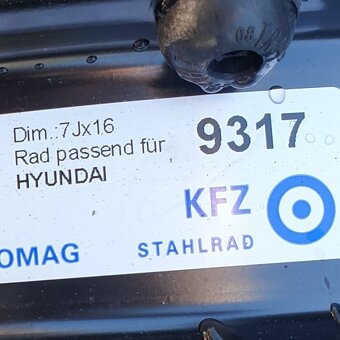 Dim.:7Jx16
Rad passend für
HYUNDAI
9317
KFZ
OMAG STAHLRAD